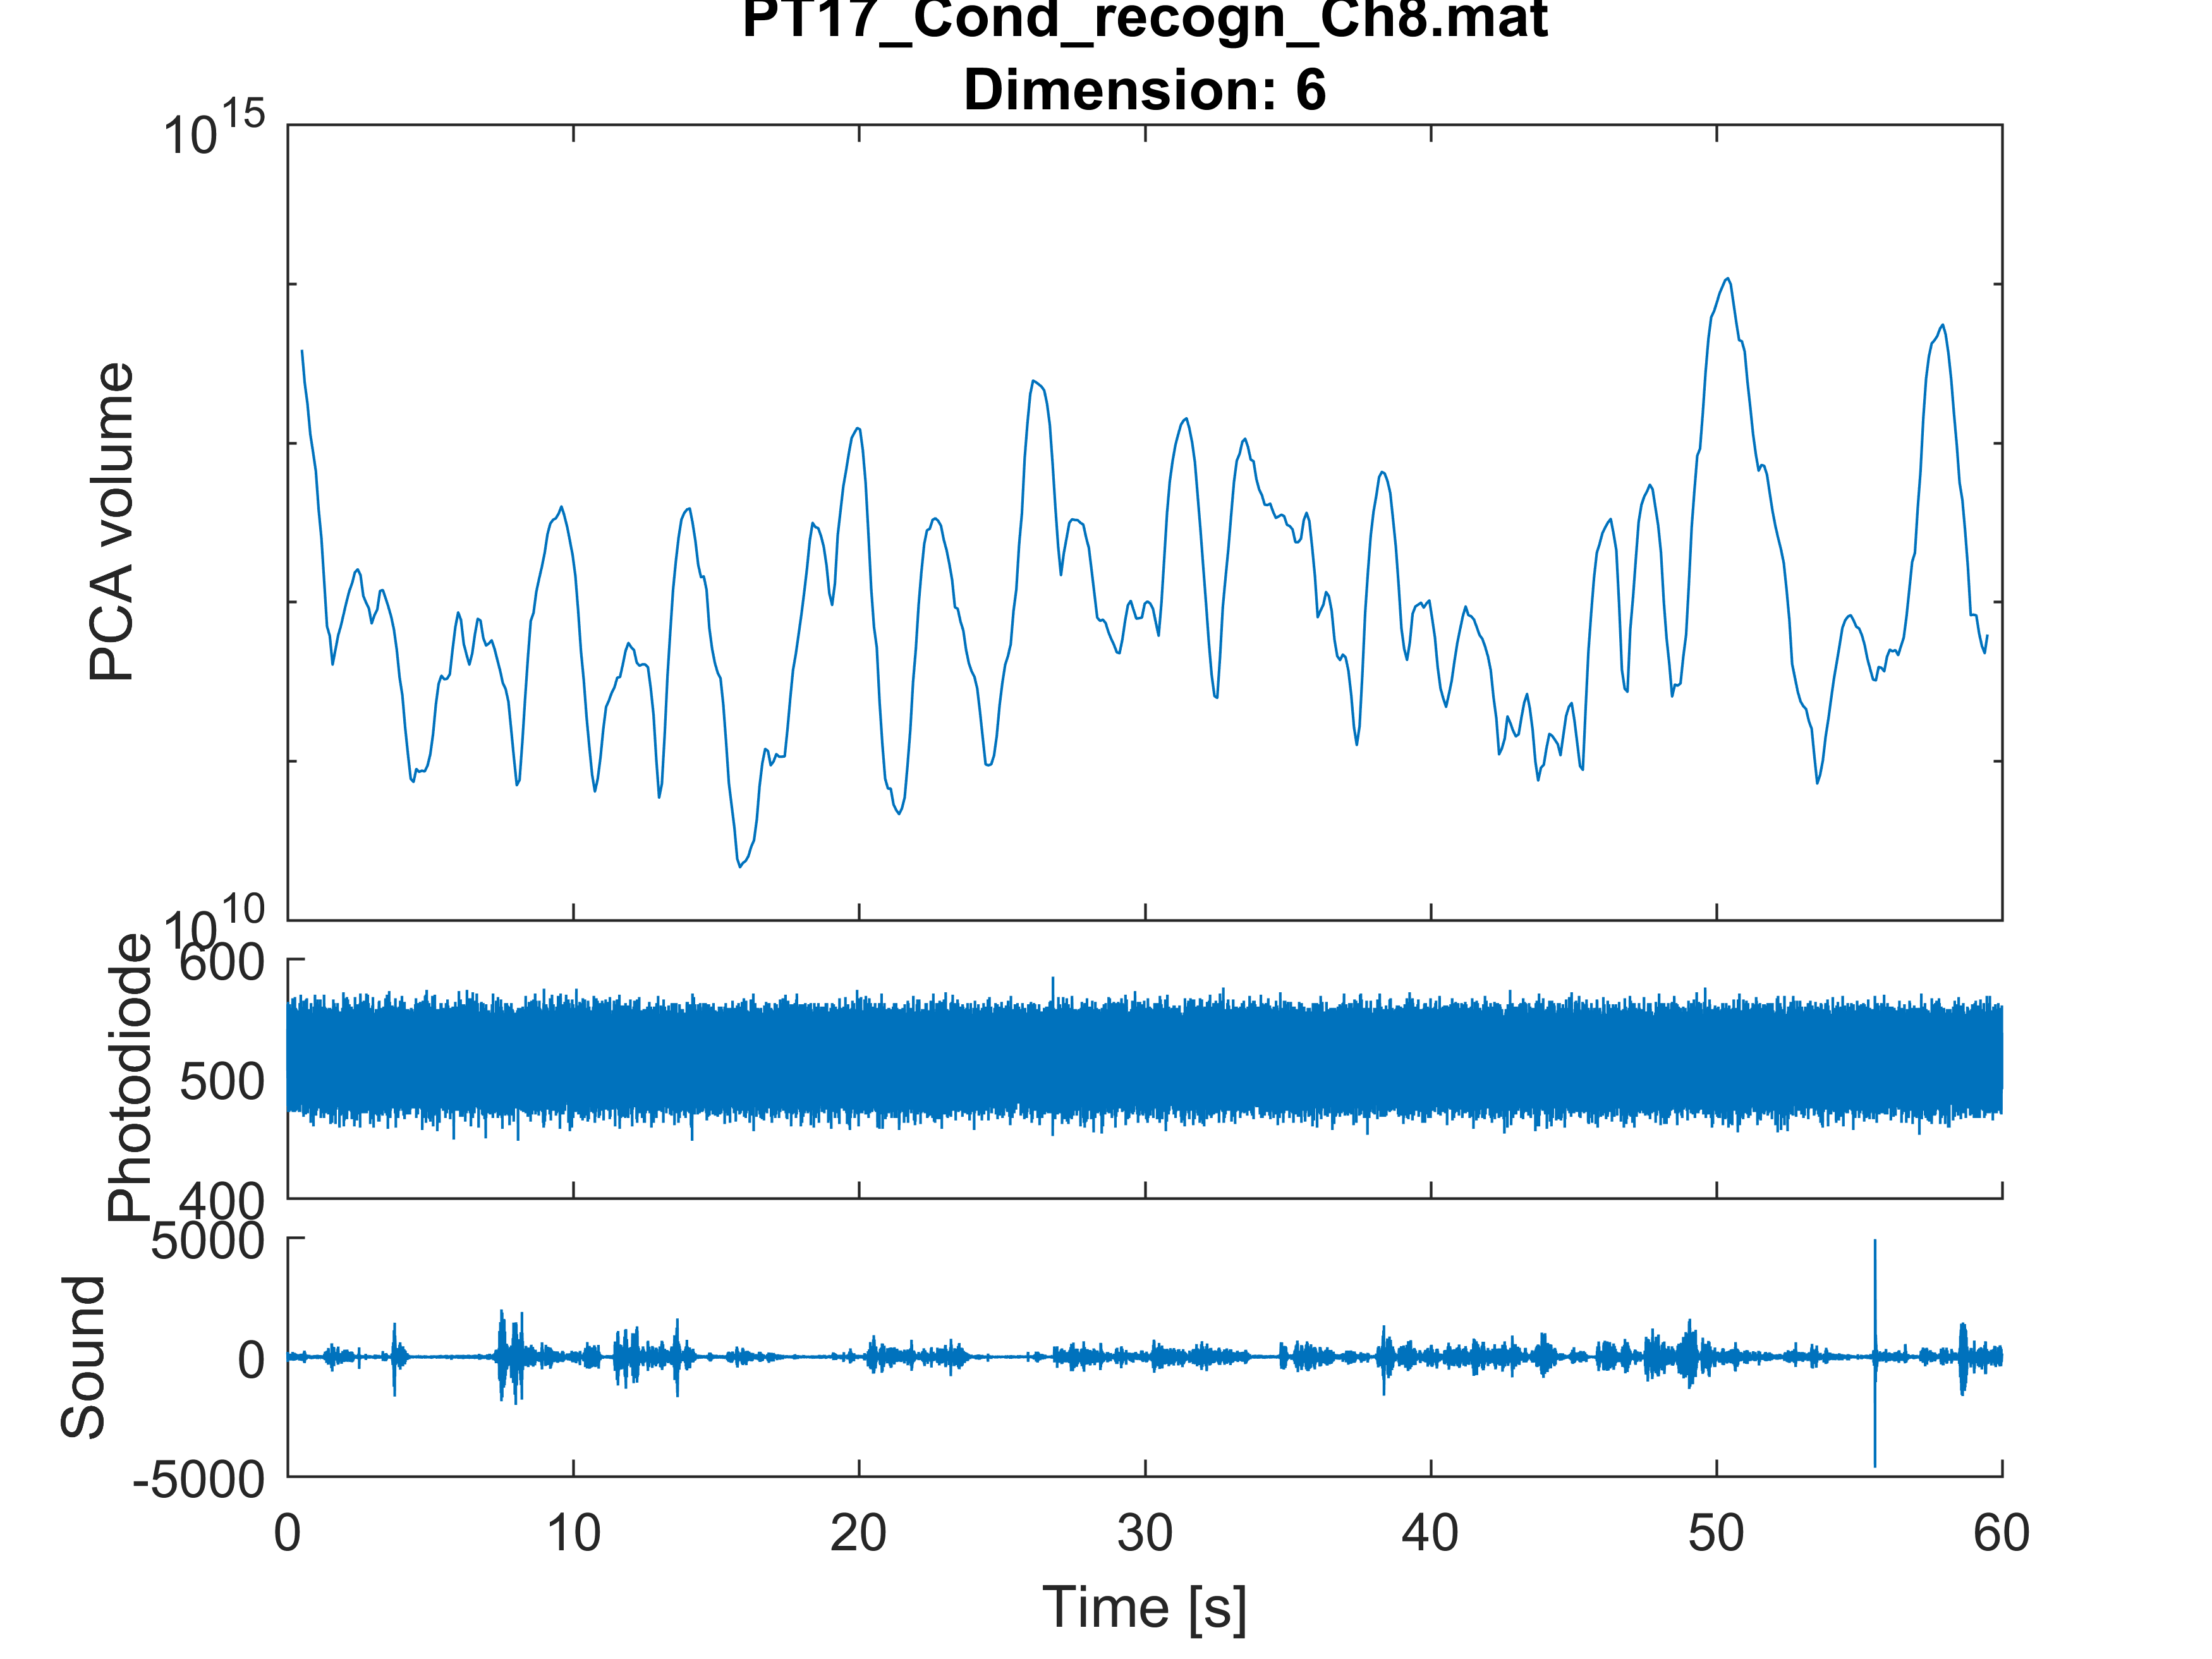 PT17_Cond_recogn_Ch8.mat
Dimension: 6
10^15
PCA volume
10^10
600
Photodiode
500
400
5000
Sound
0
-5000
0 10 20 30 40 50 60
Time [s]